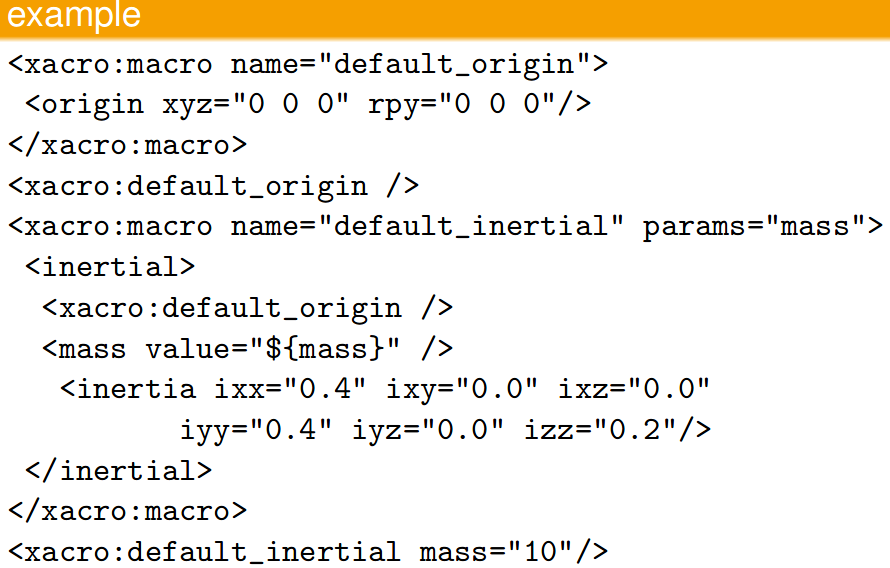 example
<xacro:macro name="default_origin">
<origin xyz="0 0 0" rpy="0 0 0"/>
</xacro:macro>
<xacro:default_origin />
<xacro:macro name="default_inertial" params="mass">
<inertial>
<xacro:default_origin />
<mass value="${mass}" />
<inertia ixx="0.4" ixy="0.0" ixz="0.0"
iyy="0.4" iyz="0.0" izz="0.2"/>
</inertial>
</xacro:macro>
<xacro:default_inertial mass="10"/>